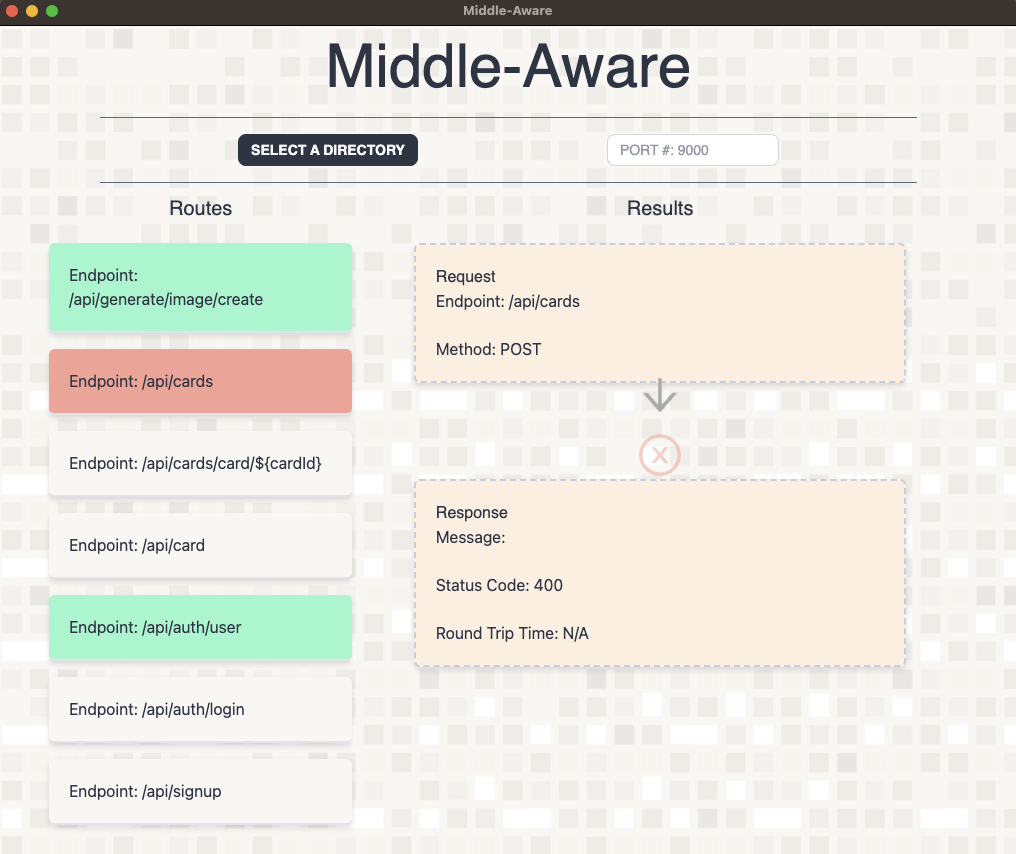 Middle-Aware
Middle-Aware
SELECT A DIRECTORY
PORT #: 9000
Routes
Endpoint:
/api/generate/image/create
Endpoint: /api/cards
Endpoint: /api/cards/card/${cardId}
Endpoint: /api/card
Endpoint: /api/auth/user
Endpoint: /api/auth/login
Endpoint: /api/signup
Results
Request
Endpoint: /api/cards
Method: POST
X
Response
Message:
Status Code: 400
Round Trip Time: N/A